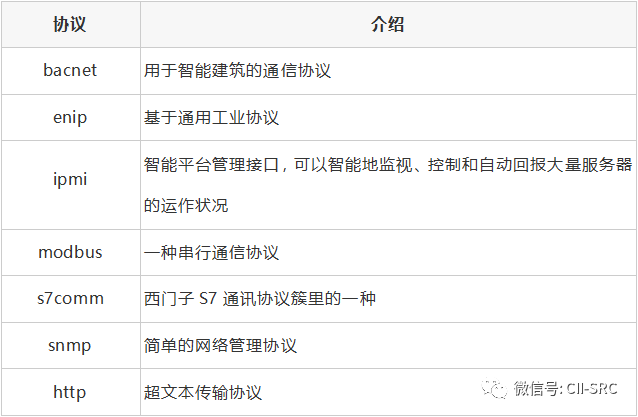 协议 介绍
bacnet 用于智能建筑的通信协议
enip 基于通用工业协议
ipmi 智能平台管理接口，可以智能地监视、控制和自动回报大量服务器
的运作状况
modbus 一种串行通信协议
s7comm 西门子 S7 通讯协议簇里的一种
snmp 简单的网络管理协议
http 超文本传输协议
微信号: CII-SRC